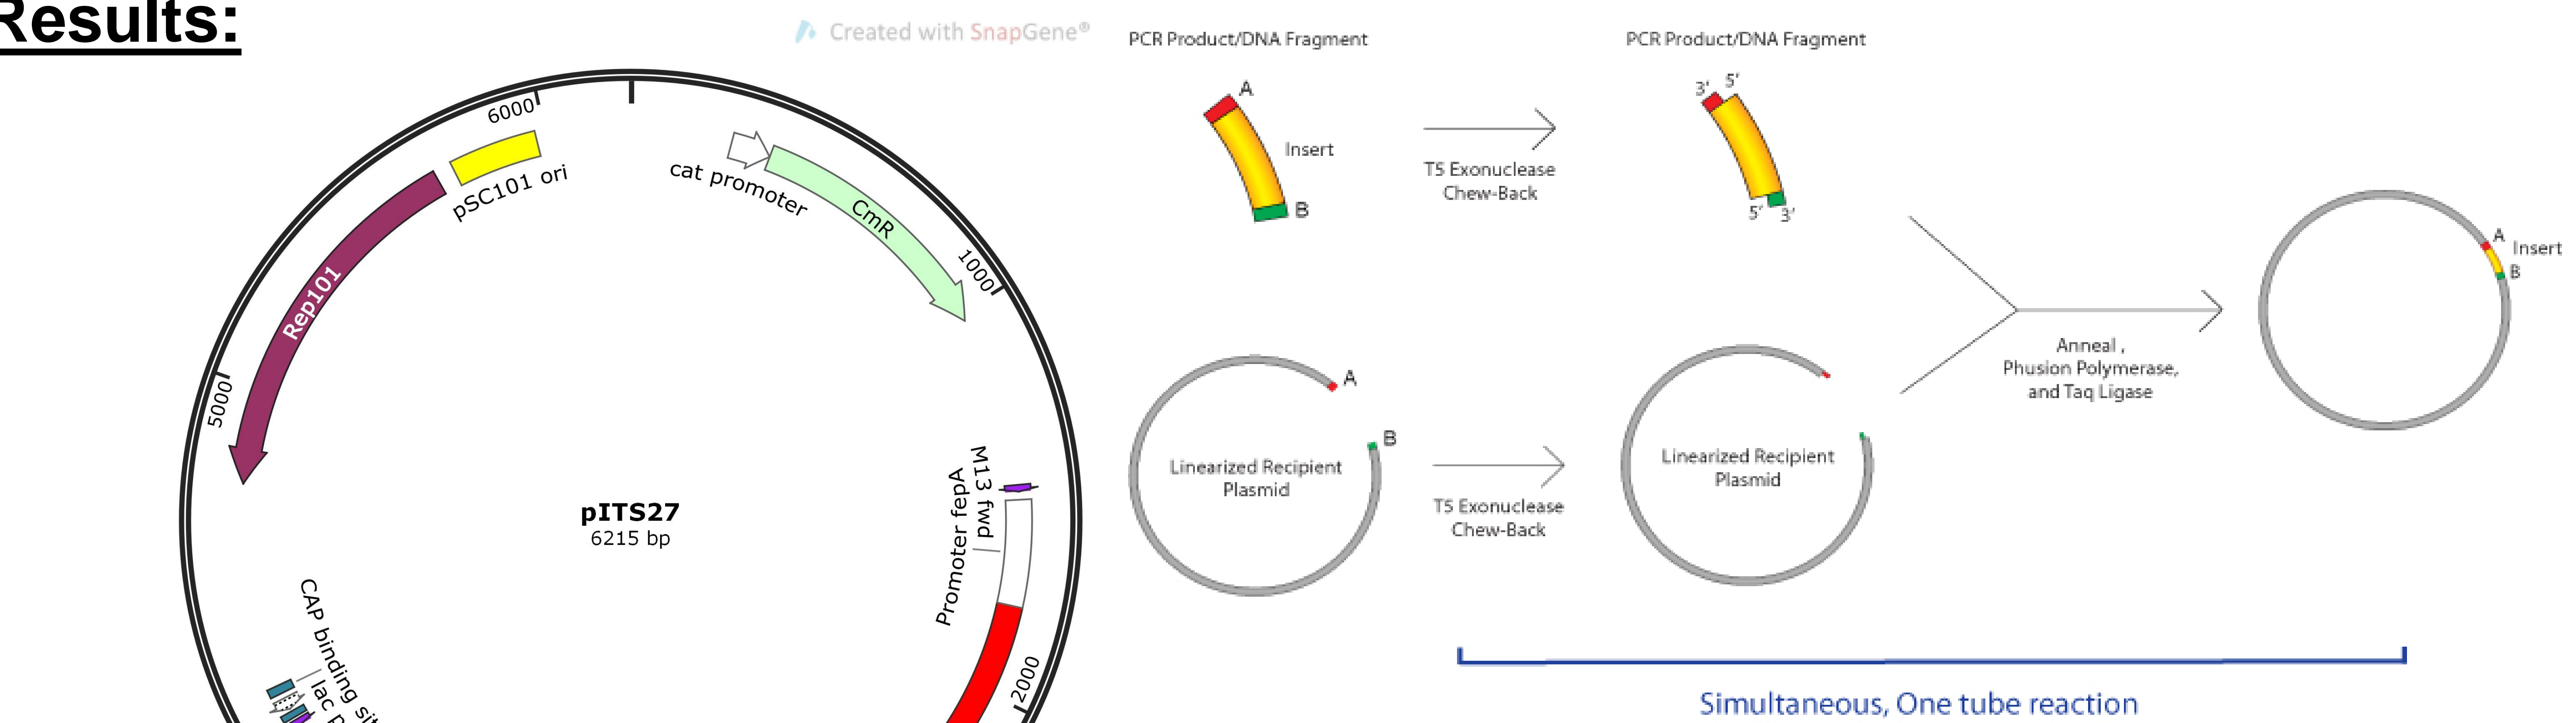 Results:
Created with SnapGene®
6000
pSC101 ori
cat promoter
CmR
1000
Rep101
5000
pITS27
6215 bp
M13 fwd
Promoter fepA
2000
CAP binding
lac
PCR Product/DNA Fragment
A
Insert
B
T5 Exonuclease
Chew-Back
PCR Product/DNA Fragment
3' 5'
5' 3'
A
B
Linearized Recipient
Plasmid
T5 Exonuclease
Chew-Back
Linearized Recipient
Plasmid
Anneal ,
Phusion Polymerase,
and Taq Ligase
A
Insert
B
Simultaneous, One tube reaction